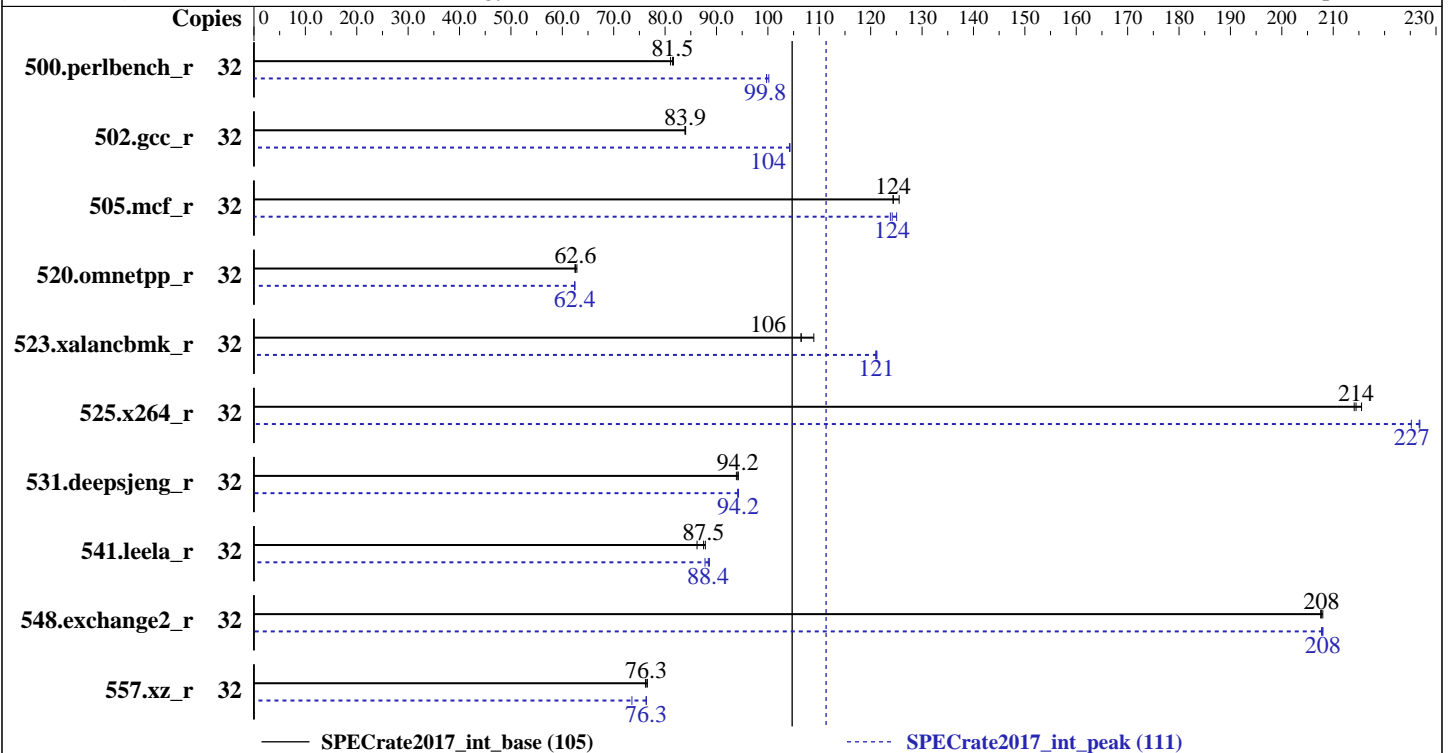 Copies 0 10.0 20.0 30.0 40.0 50.0 60.0 70.0 80.0 90.0 100 110 120 130 140 150 160 170 180 190 200 210 230
500.perlbench_r 32 81.5
99.8
502.gcc_r 32 83.9
104
505.mcf_r 32 124
124
520.omnetpp_r 32 62.6
62.4
523.xalancbmk_r 32 106
121
525.x264_r 32 214
227
531.deepsjeng_r 32 94.2
94.2
541.leela_r 32 87.5
88.4
548.exchange2_r 32 208
208
557.xz_r 32 76.3
76.3
SPECrate2017_int_base (105) SPECrate2017_int_peak (111)